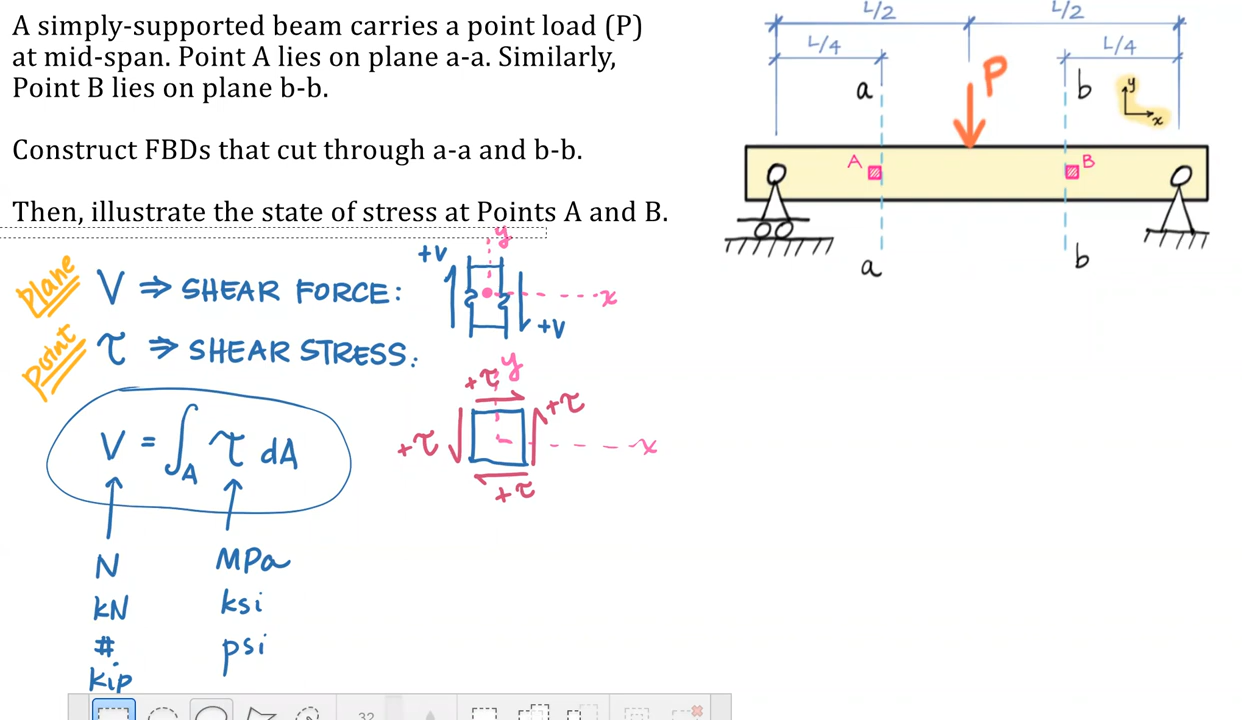 A simply-supported beam carries a point load (P)
at mid-span. Point A lies on plane a-a. Similarly,
Point B lies on plane b-b.
Construct FBDs that cut through a-a and b-b.
Then, illustrate the state of stress at Points A and B.
Plane V ⇒ SHEAR FORCE:
+V
y
x
+V
Point τ ⇒ SHEAR STRESS:
y
+τ
+τ
+τ
x
+τ
V = ∫A τ dA
N MPa
kN ksi
# psi
kip
L/2 L/2
L/4 L/4
P
a b
y
x
A B
a b
32